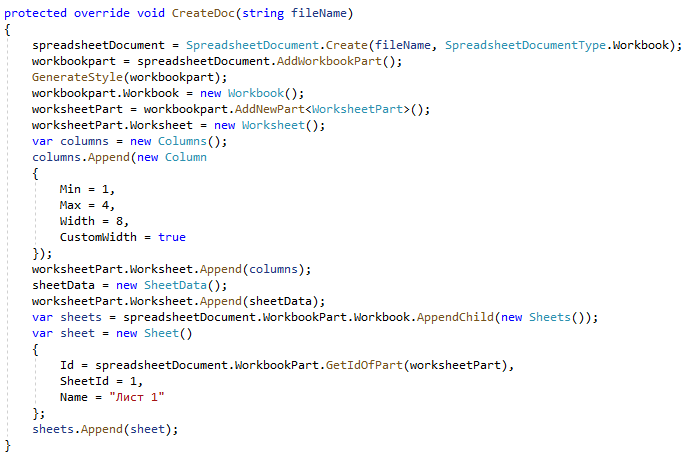 protected override void CreateDoc(string fileName)
{
    spreadsheetDocument = SpreadsheetDocument.Create(fileName, SpreadsheetDocumentType.Workbook);
    workbookpart = spreadsheetDocument.AddWorkbookPart();
    GenerateStyle(workbookpart);
    workbookpart.Workbook = new Workbook();
    worksheetPart = workbookpart.AddNewPart<WorksheetPart>();
    worksheetPart.Worksheet = new Worksheet();
    var columns = new Columns();
    columns.Append(new Column
    {
        Min = 1,
        Max = 4,
        Width = 8,
        CustomWidth = true
    });
    worksheetPart.Worksheet.Append(columns);
    sheetData = new SheetData();
    worksheetPart.Worksheet.Append(sheetData);
    var sheets = spreadsheetDocument.WorkbookPart.Workbook.AppendChild(new Sheets());
    var sheet = new Sheet()
    {
        Id = spreadsheetDocument.WorkbookPart.GetIdOfPart(worksheetPart),
        SheetId = 1,
        Name = "Лист 1"
    };
    sheets.Append(sheet);
}